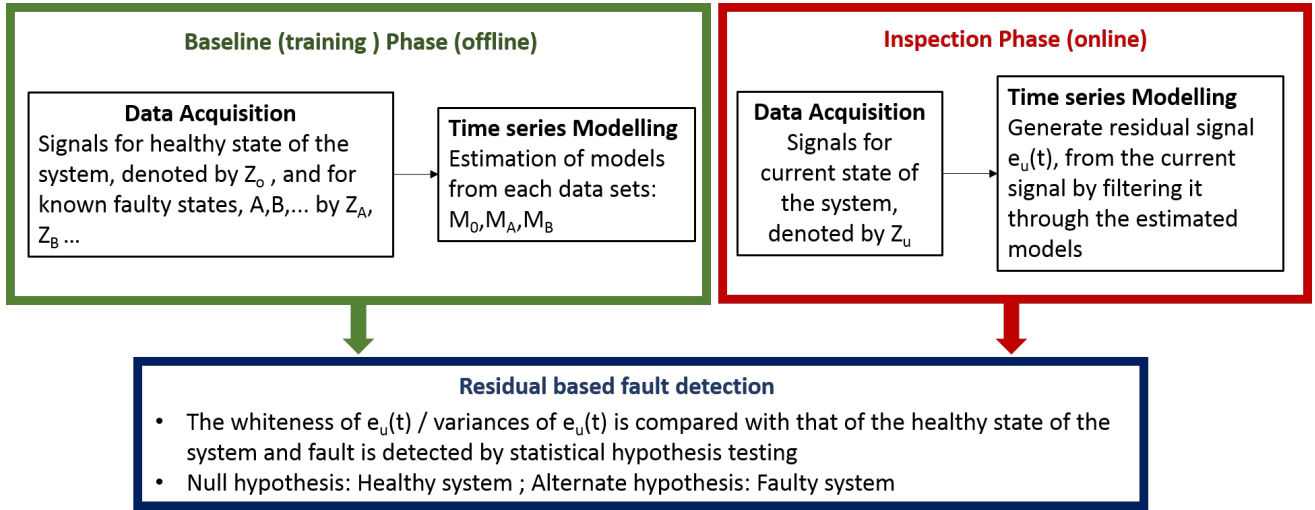 Baseline (training ) Phase (offline)
Data Acquisition
Signals for healthy state of the
system, denoted by Zo , and for
known faulty states, A,B,... by ZA,
ZB ...
Time series Modelling
Estimation of models
from each data sets:
M0,MA,MB
Inspection Phase (online)
Data Acquisition
Signals for
current state of
the system,
denoted by Zu
Time series Modelling
Generate residual signal
eu(t), from the current
signal by filtering it
through the estimated
models
Residual based fault detection
• The whiteness of eu(t) / variances of eu(t) is compared with that of the healthy state of the
system and fault is detected by statistical hypothesis testing
• Null hypothesis: Healthy system ; Alternate hypothesis: Faulty system